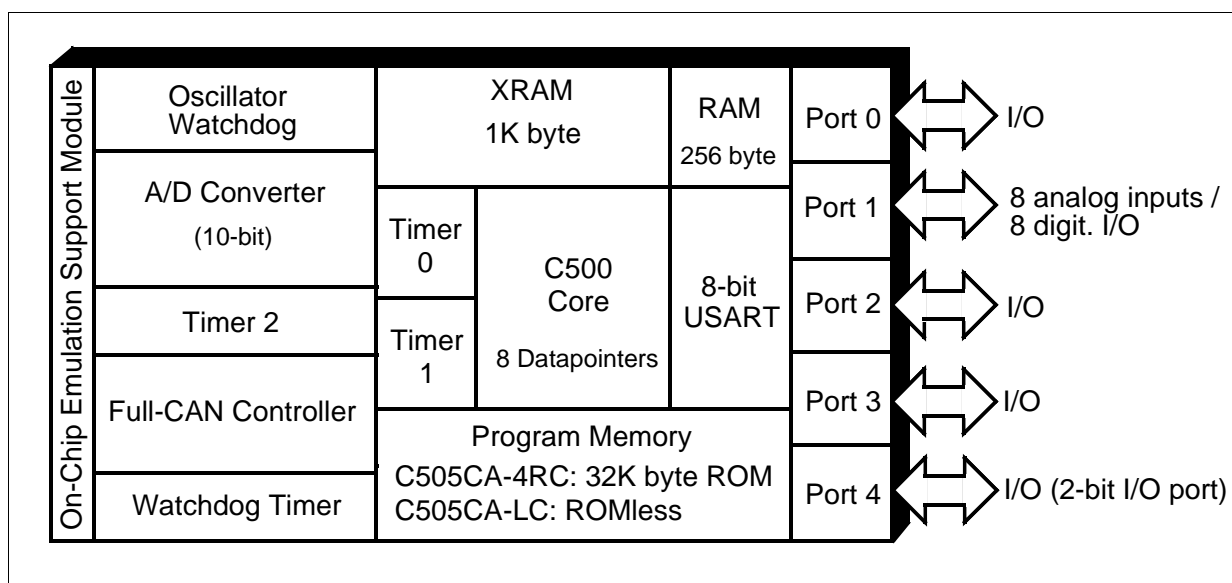 On-Chip Emulation Support Module
Oscillator
Watchdog
A/D Converter
(10-bit)
Timer 2
Full-CAN Controller
Watchdog Timer
XRAM
1K byte
RAM
256 byte
Timer
0
Timer
1
C500
Core
8 Datapointers
8-bit
USART
Program Memory
C505CA-4RC: 32K byte ROM
C505CA-LC: ROMless
Port 0
I/O
Port 1
8 analog inputs /
8 digit. I/O
Port 2
I/O
Port 3
I/O
Port 4
I/O (2-bit I/O port)